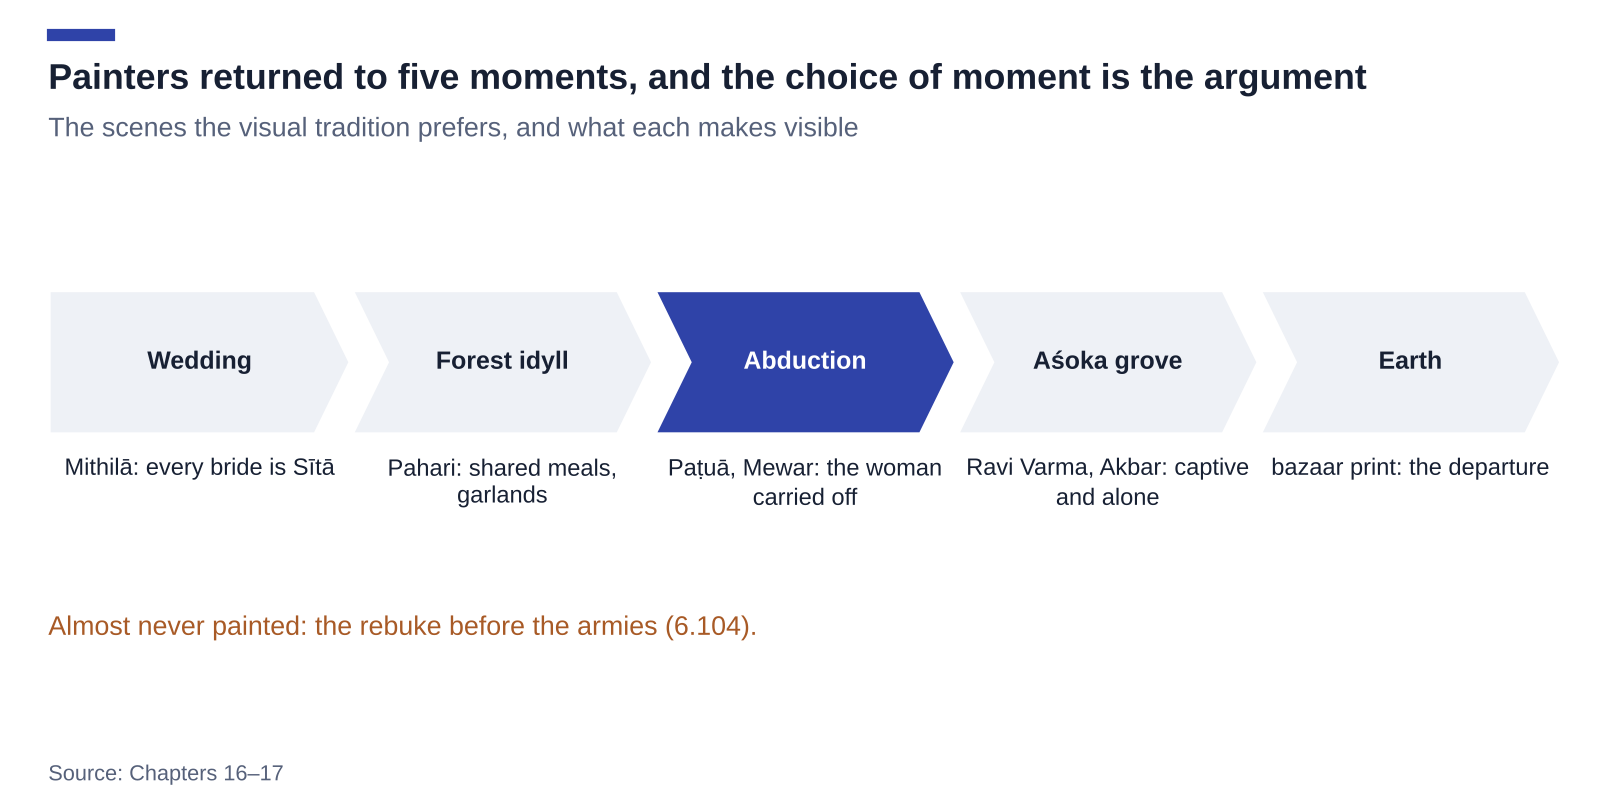 Painters returned to five moments, and the choice of moment is the argument
The scenes the visual tradition prefers, and what each makes visible
Wedding
Forest idyll
Abduction
Aśoka grove
Earth
Mithilā: every bride is Sītā
Pahari: shared meals,
garlands
Paṭuā, Mewar: the woman
carried off
Ravi Varma, Akbar: captive
and alone
bazaar print: the departure
Almost never painted: the rebuke before the armies (6.104).
Source: Chapters 16–17